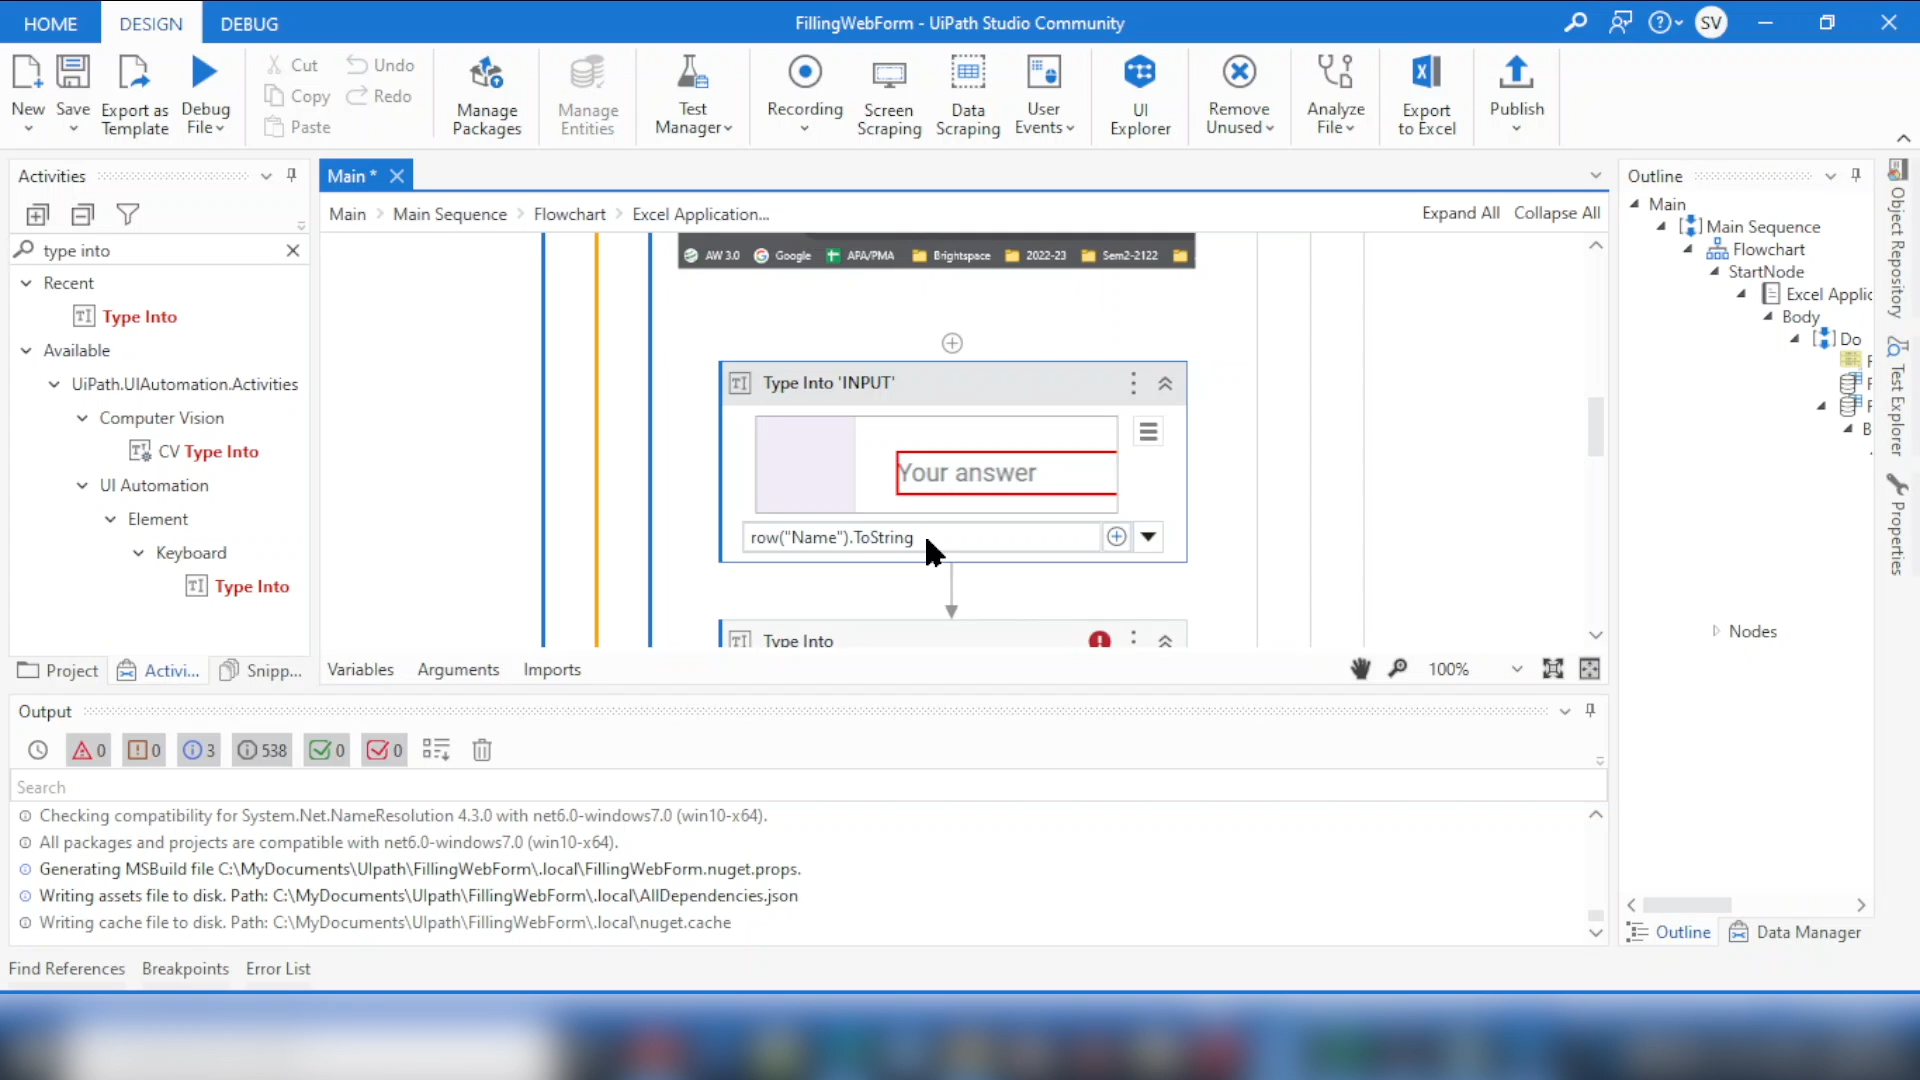 HOME DESIGN DEBUG FillingWebForm - UiPath Studio Community SV
New Save Export as Template Debug File
Cut Copy Paste Undo Redo
Manage Packages Manage Entities Test Manager Recording Screen Scraping Data Scraping User Events UI Explorer Remove Unused Analyze File Export to Excel Publish
Activities
type into
Recent
Type Into
Available
UiPath.UIAutomation.Activities
Computer Vision
CV Type Into
UI Automation
Element
Keyboard
Type Into
Project Activi... Snipp...
Main *
Main > Main Sequence > Flowchart > Excel Application...
Expand All Collapse All
AW 3.0 Google APA/PMA Brightspace 2022-23 Sem2-2122
Type Into 'INPUT'
Your answer
row("Name").ToString
Type Into
Variables Arguments Imports
100%
Outline
Main
Main Sequence
Flowchart
StartNode
Excel Applic
Body
Do
F
F
B
Nodes
Outline Data Manager
Object Repository
Test Explorer
Properties
Output
0 0 3 538 0 0
Search
Checking compatibility for System.Net.NameResolution 4.3.0 with net6.0-windows7.0 (win10-x64).
All packages and projects are compatible with net6.0-windows7.0 (win10-x64).
Generating MSBuild file C:\MyDocuments\UIpath\FillingWebForm\.local\FillingWebForm.nuget.props.
Writing assets file to disk. Path: C:\MyDocuments\UIpath\FillingWebForm\.local\AllDependencies.json
Writing cache file to disk. Path: C:\MyDocuments\UIpath\FillingWebForm\.local\nuget.cache
Find References Breakpoints Error List